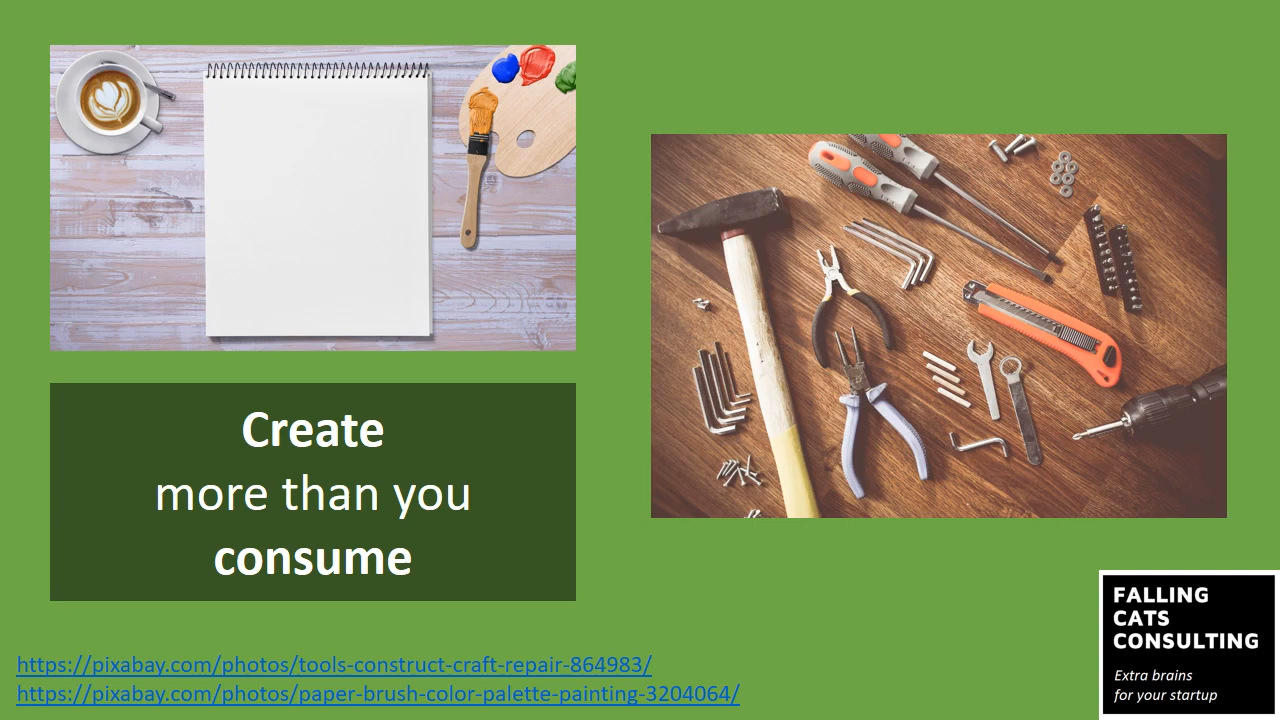 Create
more than you
consume
https://pixabay.com/photos/tools-construct-craft-repair-864983/
https://pixabay.com/photos/paper-brush-color-palette-painting-3204064/
FALLING
CATS
CONSULTING
Extra brains
for your startup